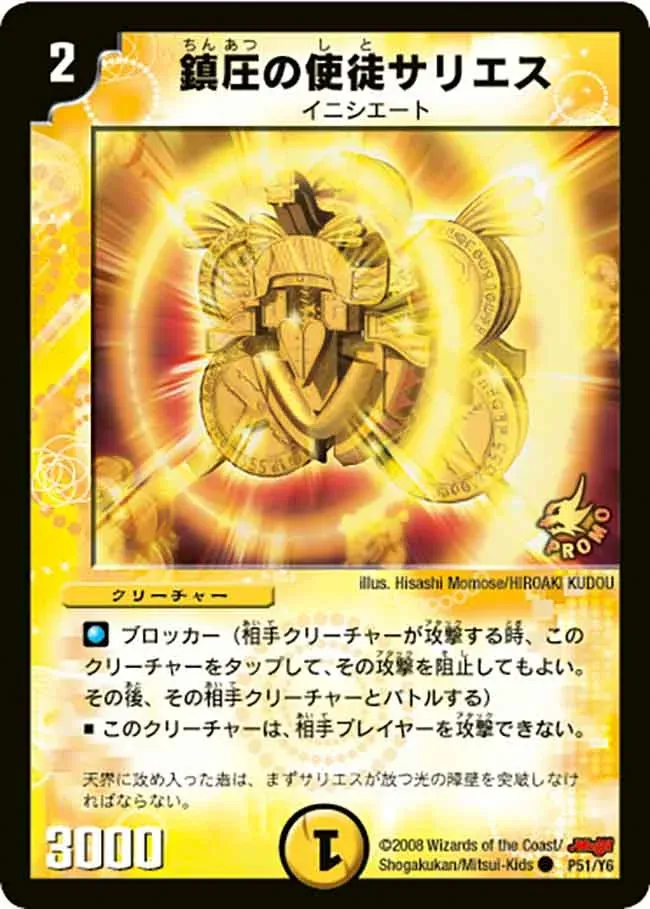 2
ちんあつ しと
鎮圧の使徒サリエス
イニシエート
PROMO
illus. Hisashi Momose/HIROAKI KUDOU
クリーチャー
ブロッカー（相手クリーチャーが攻撃する時、この
クリーチャーをタップして、その攻撃を阻止してもよい。
その後、その相手クリーチャーとバトルする）
■ このクリーチャーは、相手プレイヤーを攻撃できない。
天界に攻め入った者は、まずサリエスが放つ光の障壁を突破しなけ
ればならない。
3000
1
©2008 Wizards of the Coast/
Shogakukan/Mitsui-Kids
P51/Y6